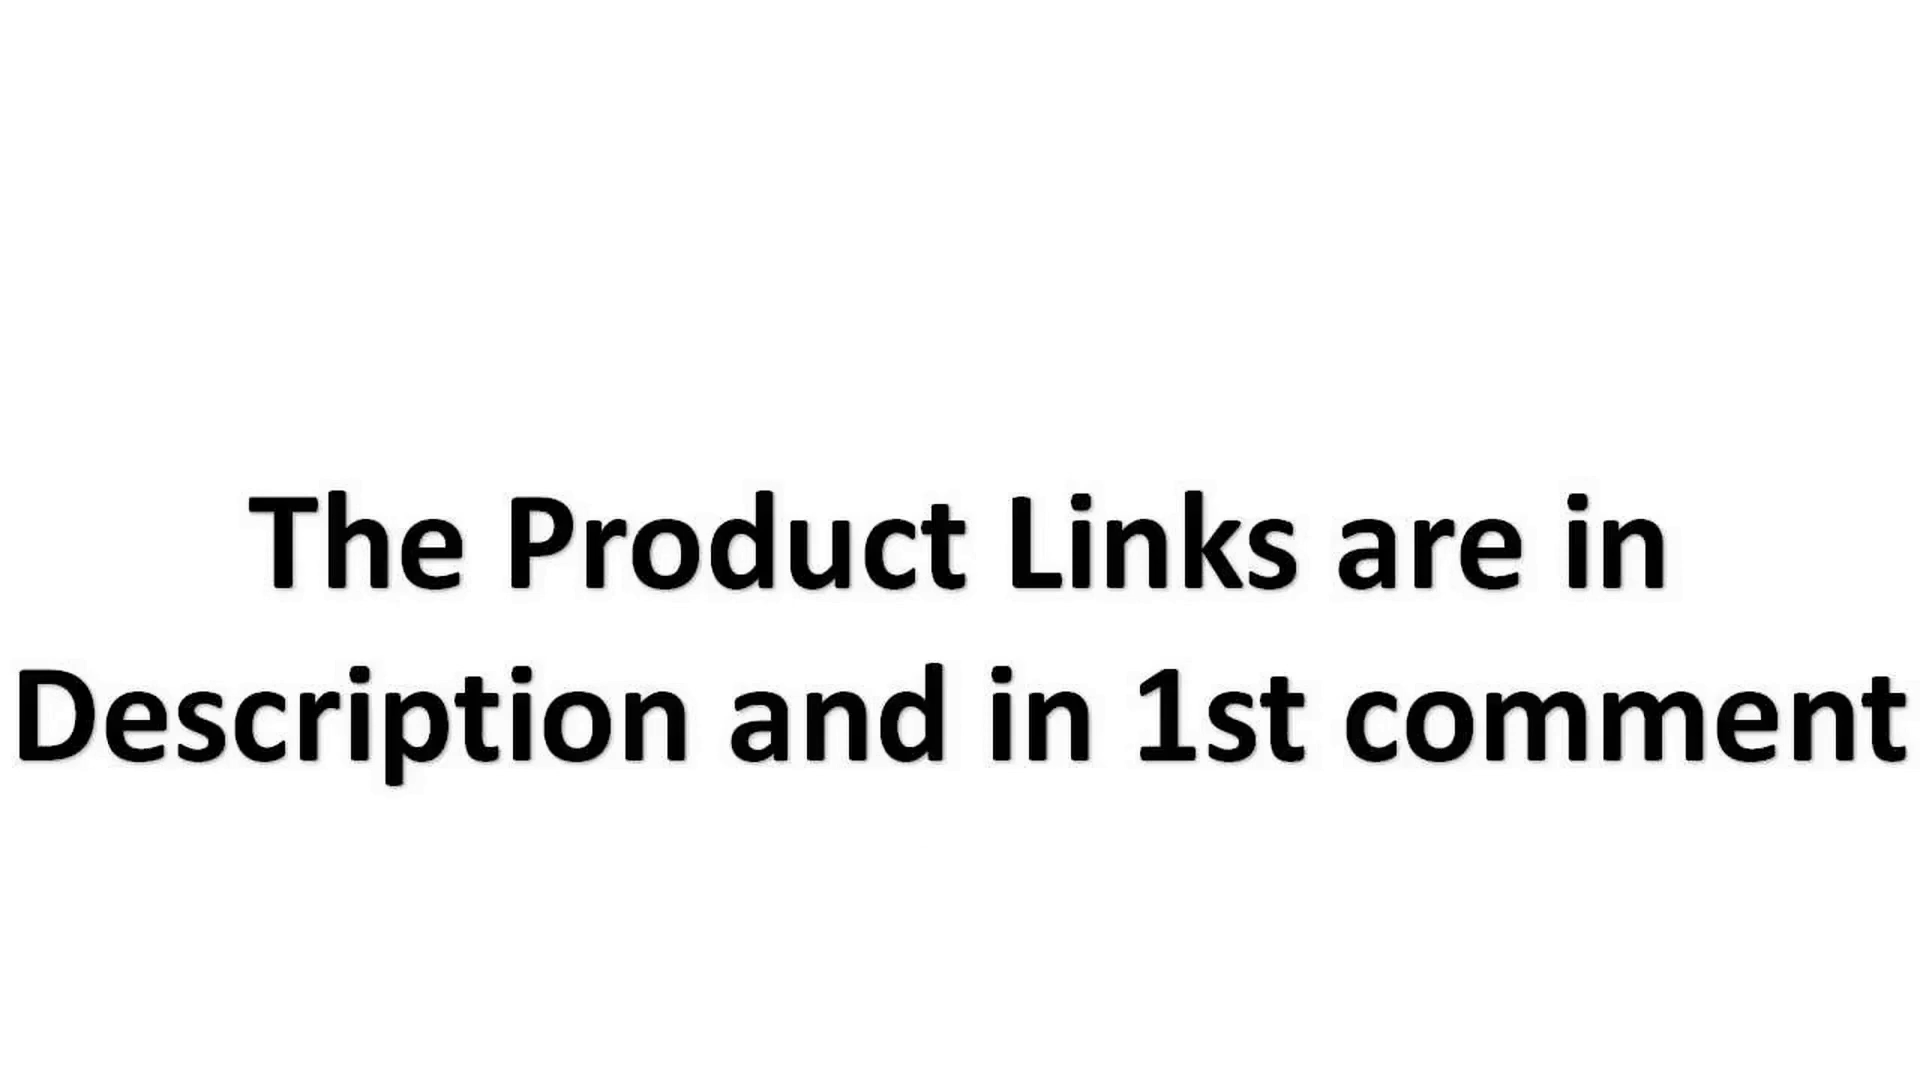 The Product Links are in
Description and in 1st comment